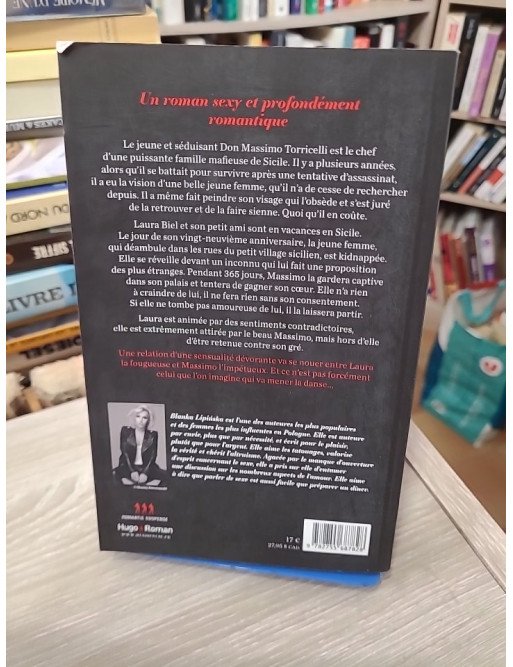 Un roman sexy et profondément
romantique
Le jeune et séduisant Don Massimo Torricelli est le chef
d'une puissante famille mafieuse de Sicile. Il y a plusieurs années,
alors qu'il se battait pour survivre après une tentative d'assassinat,
il a eu la vision d'une belle jeune femme, qu'il n'a de cesse de rechercher
depuis. Il a même fait peindre son visage qui l'obsède et s'est juré
de la retrouver et de la faire sienne. Quoi qu'il en coûte.
Laura Biel et son petit ami sont en vacances en Sicile.
Le jour de son vingt-neuvième anniversaire, la jeune femme,
qui déambule dans les rues du petit village sicilien, est kidnappée.
Elle se réveille devant un inconnu qui lui fait une proposition
des plus étranges. Pendant 365 jours, Massimo la gardera captive
dans son palais et tentera de gagner son cœur. Elle n'a rien
à craindre de lui, il ne fera rien sans son consentement.
Si elle ne tombe pas amoureuse de lui, il la laissera partir.
Laura est animée par des sentiments contradictoires,
elle est extrêmement attirée par le beau Massimo, mais hors d'elle
d'être retenue contre son gré.
Une relation d'une sensualité dévorante va se nouer entre Laura
la fougueuse et Massimo l'impétueux. Et ce n'est pas forcément
celui que l'on imagine qui va mener la danse...
Blanka Lipińska est l'une des auteures les plus populaires
et des femmes les plus influentes en Pologne. Elle est auteure
par envie, plus que par nécessité, et écrit pour le plaisir,
plutôt que pour l'argent. Elle aime les tatouages, valorise
la vérité et chérit l'altruisme. Agacée par le manque d'ouverture
d'esprit concernant le sexe, elle a pris sur elle d'entamer
une discussion sur les nombreux aspects de l'amour. Elle aime
à dire que parler de sexe est aussi facile que préparer un dîner.
ROMANTIC SUSPENSE
Hugo Roman
17 €
27,95 $ CAD
DU NORD
LIVRE
DIESEL